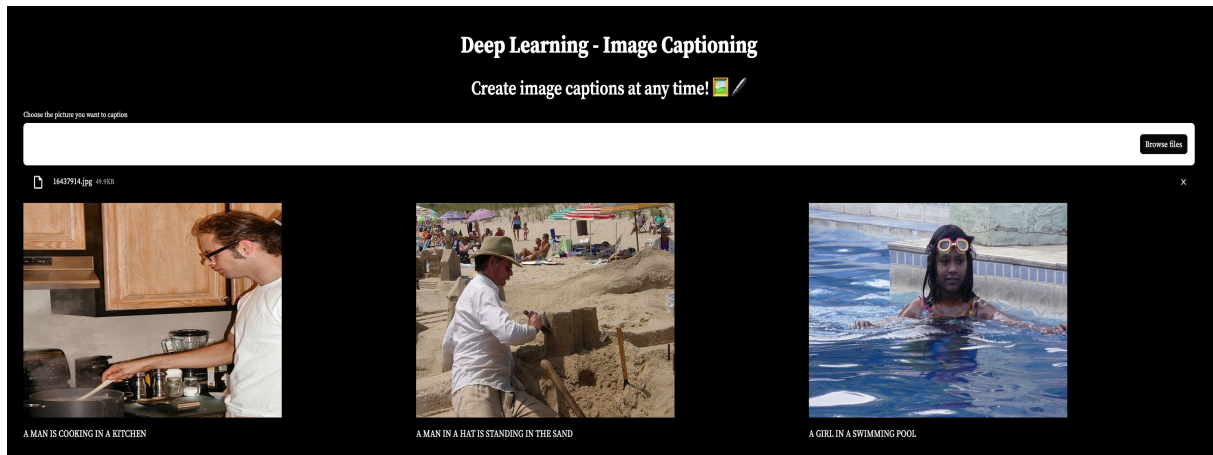 Deep Learning - Image Captioning
Create image captions at any time! 🖼️🖋️
Choose the picture you want to caption
Browse files
16437914.jpg 49.9KB
X
A MAN IS COOKING IN A KITCHEN
A MAN IN A HAT IS STANDING IN THE SAND
A GIRL IN A SWIMMING POOL